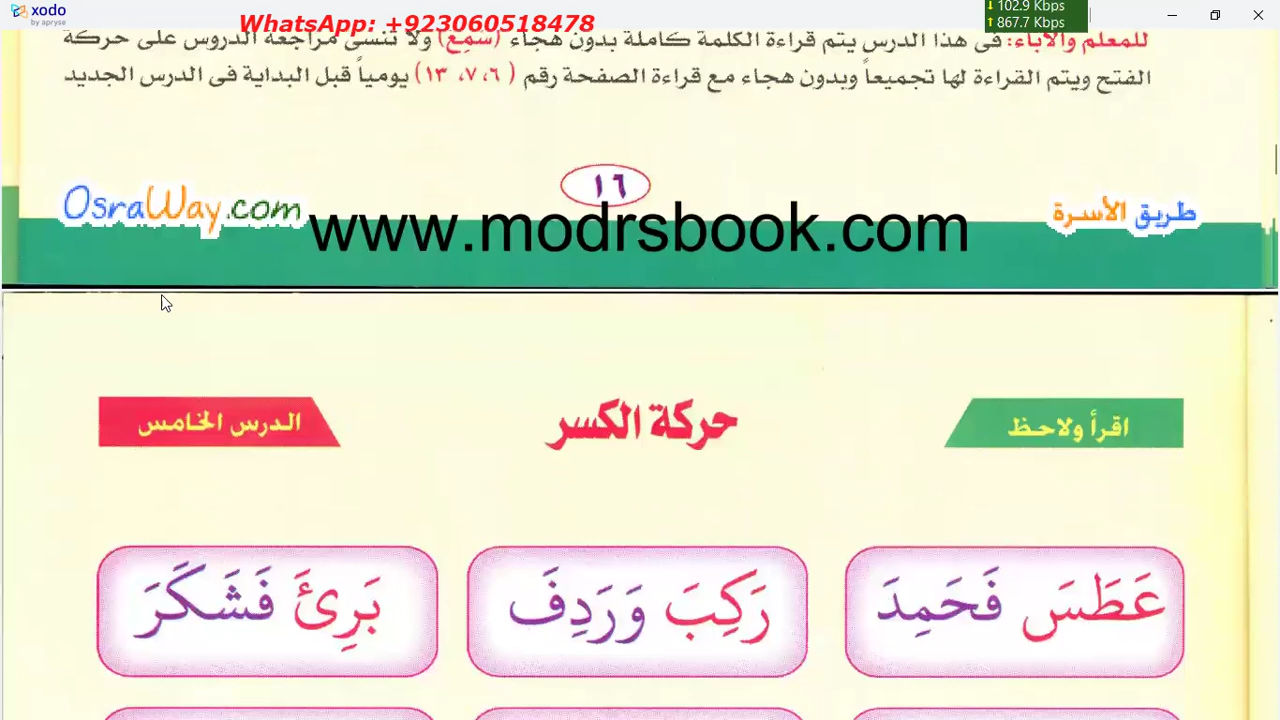 xodo
by apryse
WhatsApp: +923060518478
↓ 102.9 Kbps
↑ 867.7 Kbps
للمعلم والآباء: فى هذا الدرس يتم قراءة الكلمة كاملة بدون هجاء (سَمِعَ) ولا تنسى مراجعة الدروس على حركة
الفتح ويتم القراءة لها تجميعاً وبدون هجاء مع قراءة الصفحة رقم ( ٦، ٧، ١٣ ) يومياً قبل البداية فى الدرس الجديد
١٦
OsraWay.com
www.modrsbook.com
طريق الأسرة
اقرأ ولاحظ
حركة الكسر
الدرس الخامس
عَطَسَ فَحَمِدَ
رَكِبَ وَرَدِفَ
بَرِئَ فَشَكَرَ